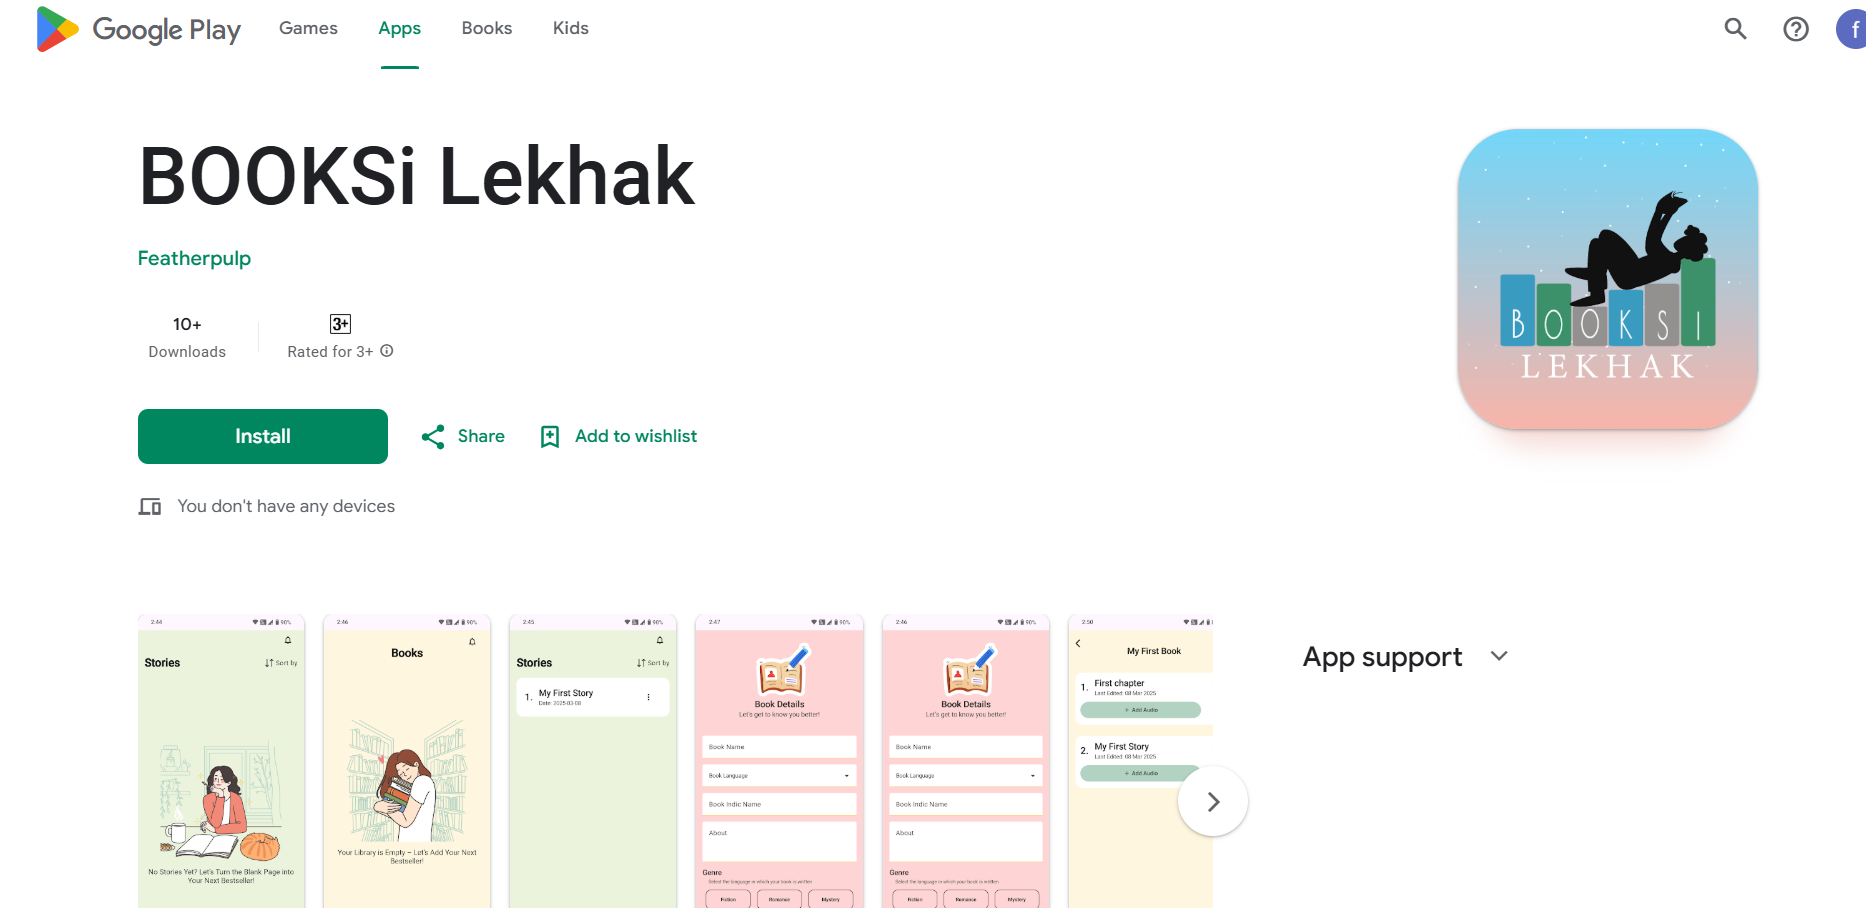 Google Play
Games
Apps
Books
Kids
f
BOOKSi Lekhak
Featherpulp
10+
Downloads
3+
Rated for 3+
Install
Share
Add to wishlist
You don't have any devices
BOOKSI
LEKHAK
App support
2:44
90%
Stories
Sort by
No Stories Yet? Let's Turn the Blank Page into
Your Next Bestseller!
2:46
90%
Books
Your Library is Empty – Let's Add Your Next
Bestseller!
2:45
90%
Stories
Sort by
1.
My First Story
Date: 2025-03-08
2:47
90%
Book Details
Let's get to know you better!
Book Name
Book Language
Book Indic Name
About
Genre
Select the language in which your book is written
Fiction
Romance
Mystery
2:46
90%
Book Details
Let's get to know you better!
Book Name
Book Language
Book Indic Name
About
Genre
Select the language in which your book is written
Fiction
Romance
Mystery
2:50
My First Book
1.
First chapter
Last Edited: 08 Mar 2025
+ Add Audio
2.
My First Story
Last Edited: 08 Mar 2025
+ Add Audio